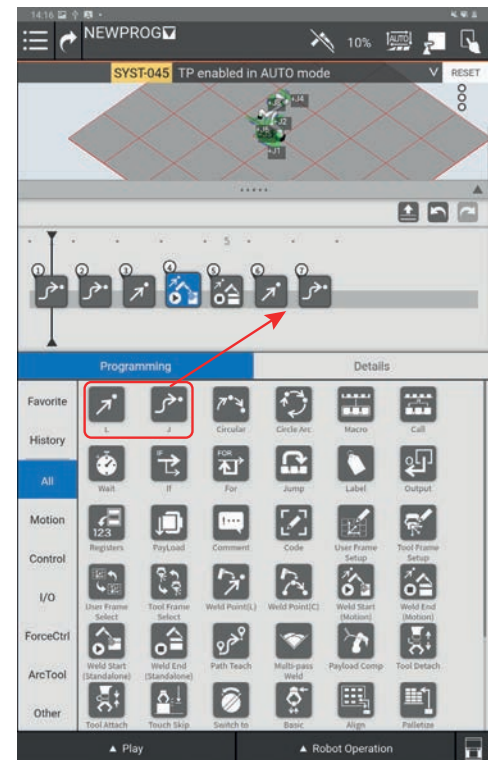 14:16
NEWPROG
10%
AUTO
SYST-045 TP enabled in AUTO mode
RESET
J4
J2
J1
5
1 2 3 4 5 6 7
Programming Details
Favorite
History
All
Motion
Control
I/O
ForceCtrl
ArcTool
Other
L J Circular Circle Arc Macro Call
IF FOR
Wait If For Jump Label Output
123
Registers PayLoad Comment Code User Frame Setup Tool Frame Setup
User Frame Select Tool Frame Select Weld Point(L) Weld Point(C) Weld Start (Motion) Weld End (Motion)
Weld Start (Standalone) Weld End (Standalone) Path Teach Multi-pass Weld Payload Comp Tool Detach
Tool Attach Touch Skip Switch to Basic Align Palletize
Play Robot Operation